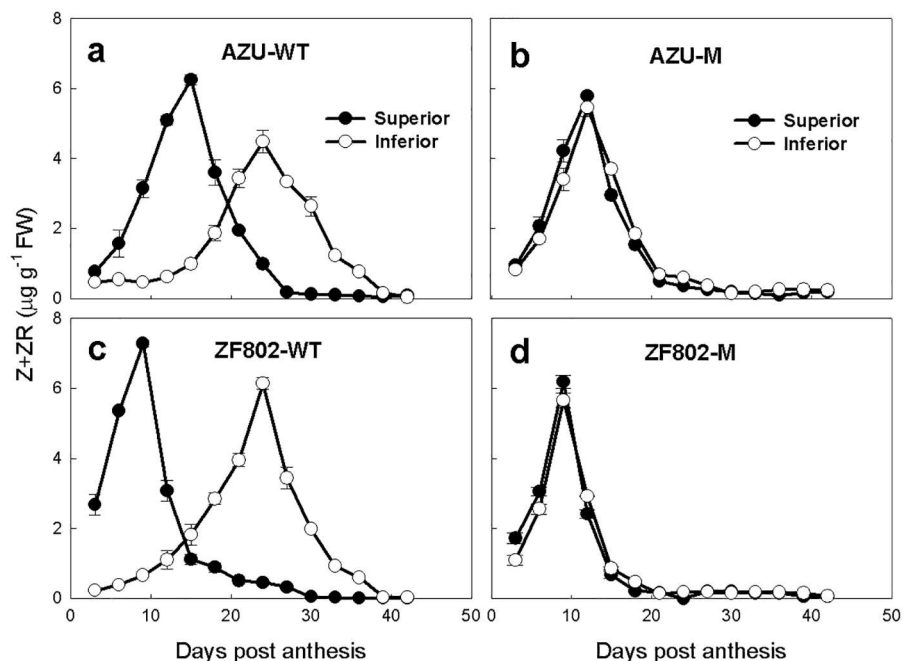 8
6
4
2
0
a
AZU-WT
Superior
Inferior
b
AZU-M
Superior
Inferior
Z+ZR (µg g⁻¹ FW)
8
6
4
2
0
c
ZF802-WT
d
ZF802-M
0 10 20 30 40 50
0 10 20 30 40 50
Days post anthesis
Days post anthesis